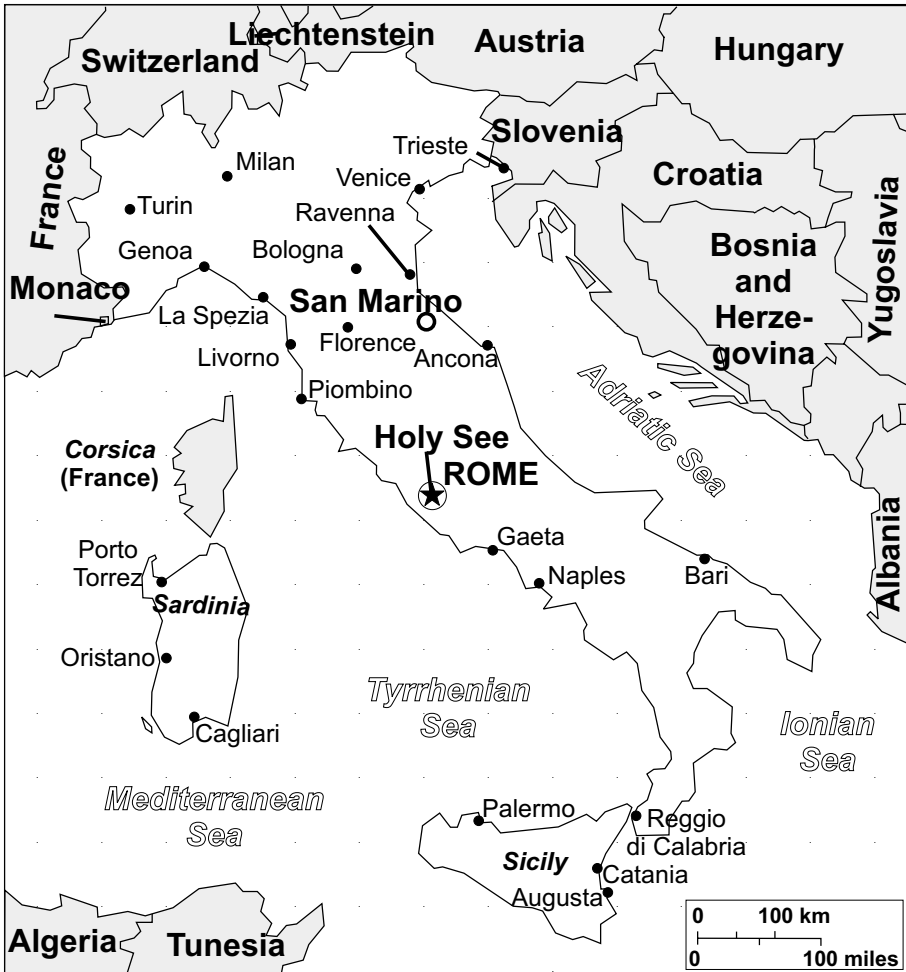 Liechtenstein
Austria
Hungary
Switzerland
Slovenia
Trieste
Milan
Venice
Croatia
France
Turin
Ravenna
Yugoslavia
Genoa
Bologna
Bosnia
and
Herze-
govina
Monaco
San Marino
La Spezia
Florence
Livorno
Ancona
Piombino
Adriatic Sea
Corsica
(France)
Holy See
ROME
Porto
Torrez
Gaeta
Naples
Bari
Albania
Sardinia
Oristano
Tyrrhenian
Sea
Ionian
Sea
Cagliari
Mediterranean
Sea
Palermo
Reggio
di Calabria
Sicily
Catania
Augusta
Algeria
Tunesia
0 100 km
0 100 miles